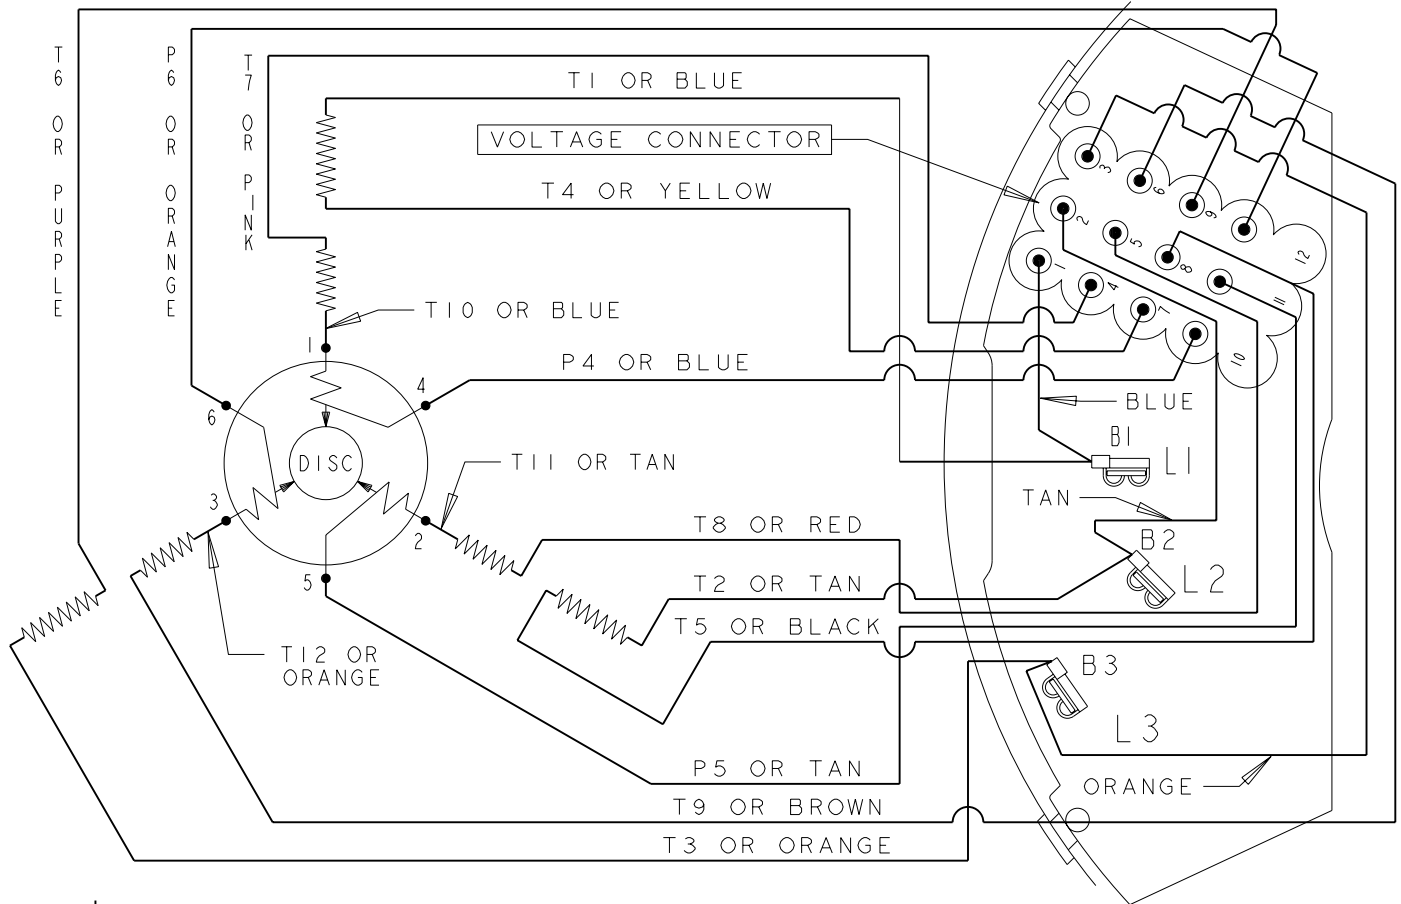 T6 OR PURPLE
P6 OR ORANGE
T7 OR PINK
T1 OR BLUE
VOLTAGE CONNECTOR
T4 OR YELLOW
T10 OR BLUE
P4 OR BLUE
3
6
9
12
2
5
8
11
1
4
7
10
1
4
6
DISC
3
2
5
T11 OR TAN
BLUE
B1
L1
TAN
B2
L2
T8 OR RED
T2 OR TAN
T5 OR BLACK
T12 OR
ORANGE
B3
L3
P5 OR TAN
ORANGE
T9 OR BROWN
T3 OR ORANGE